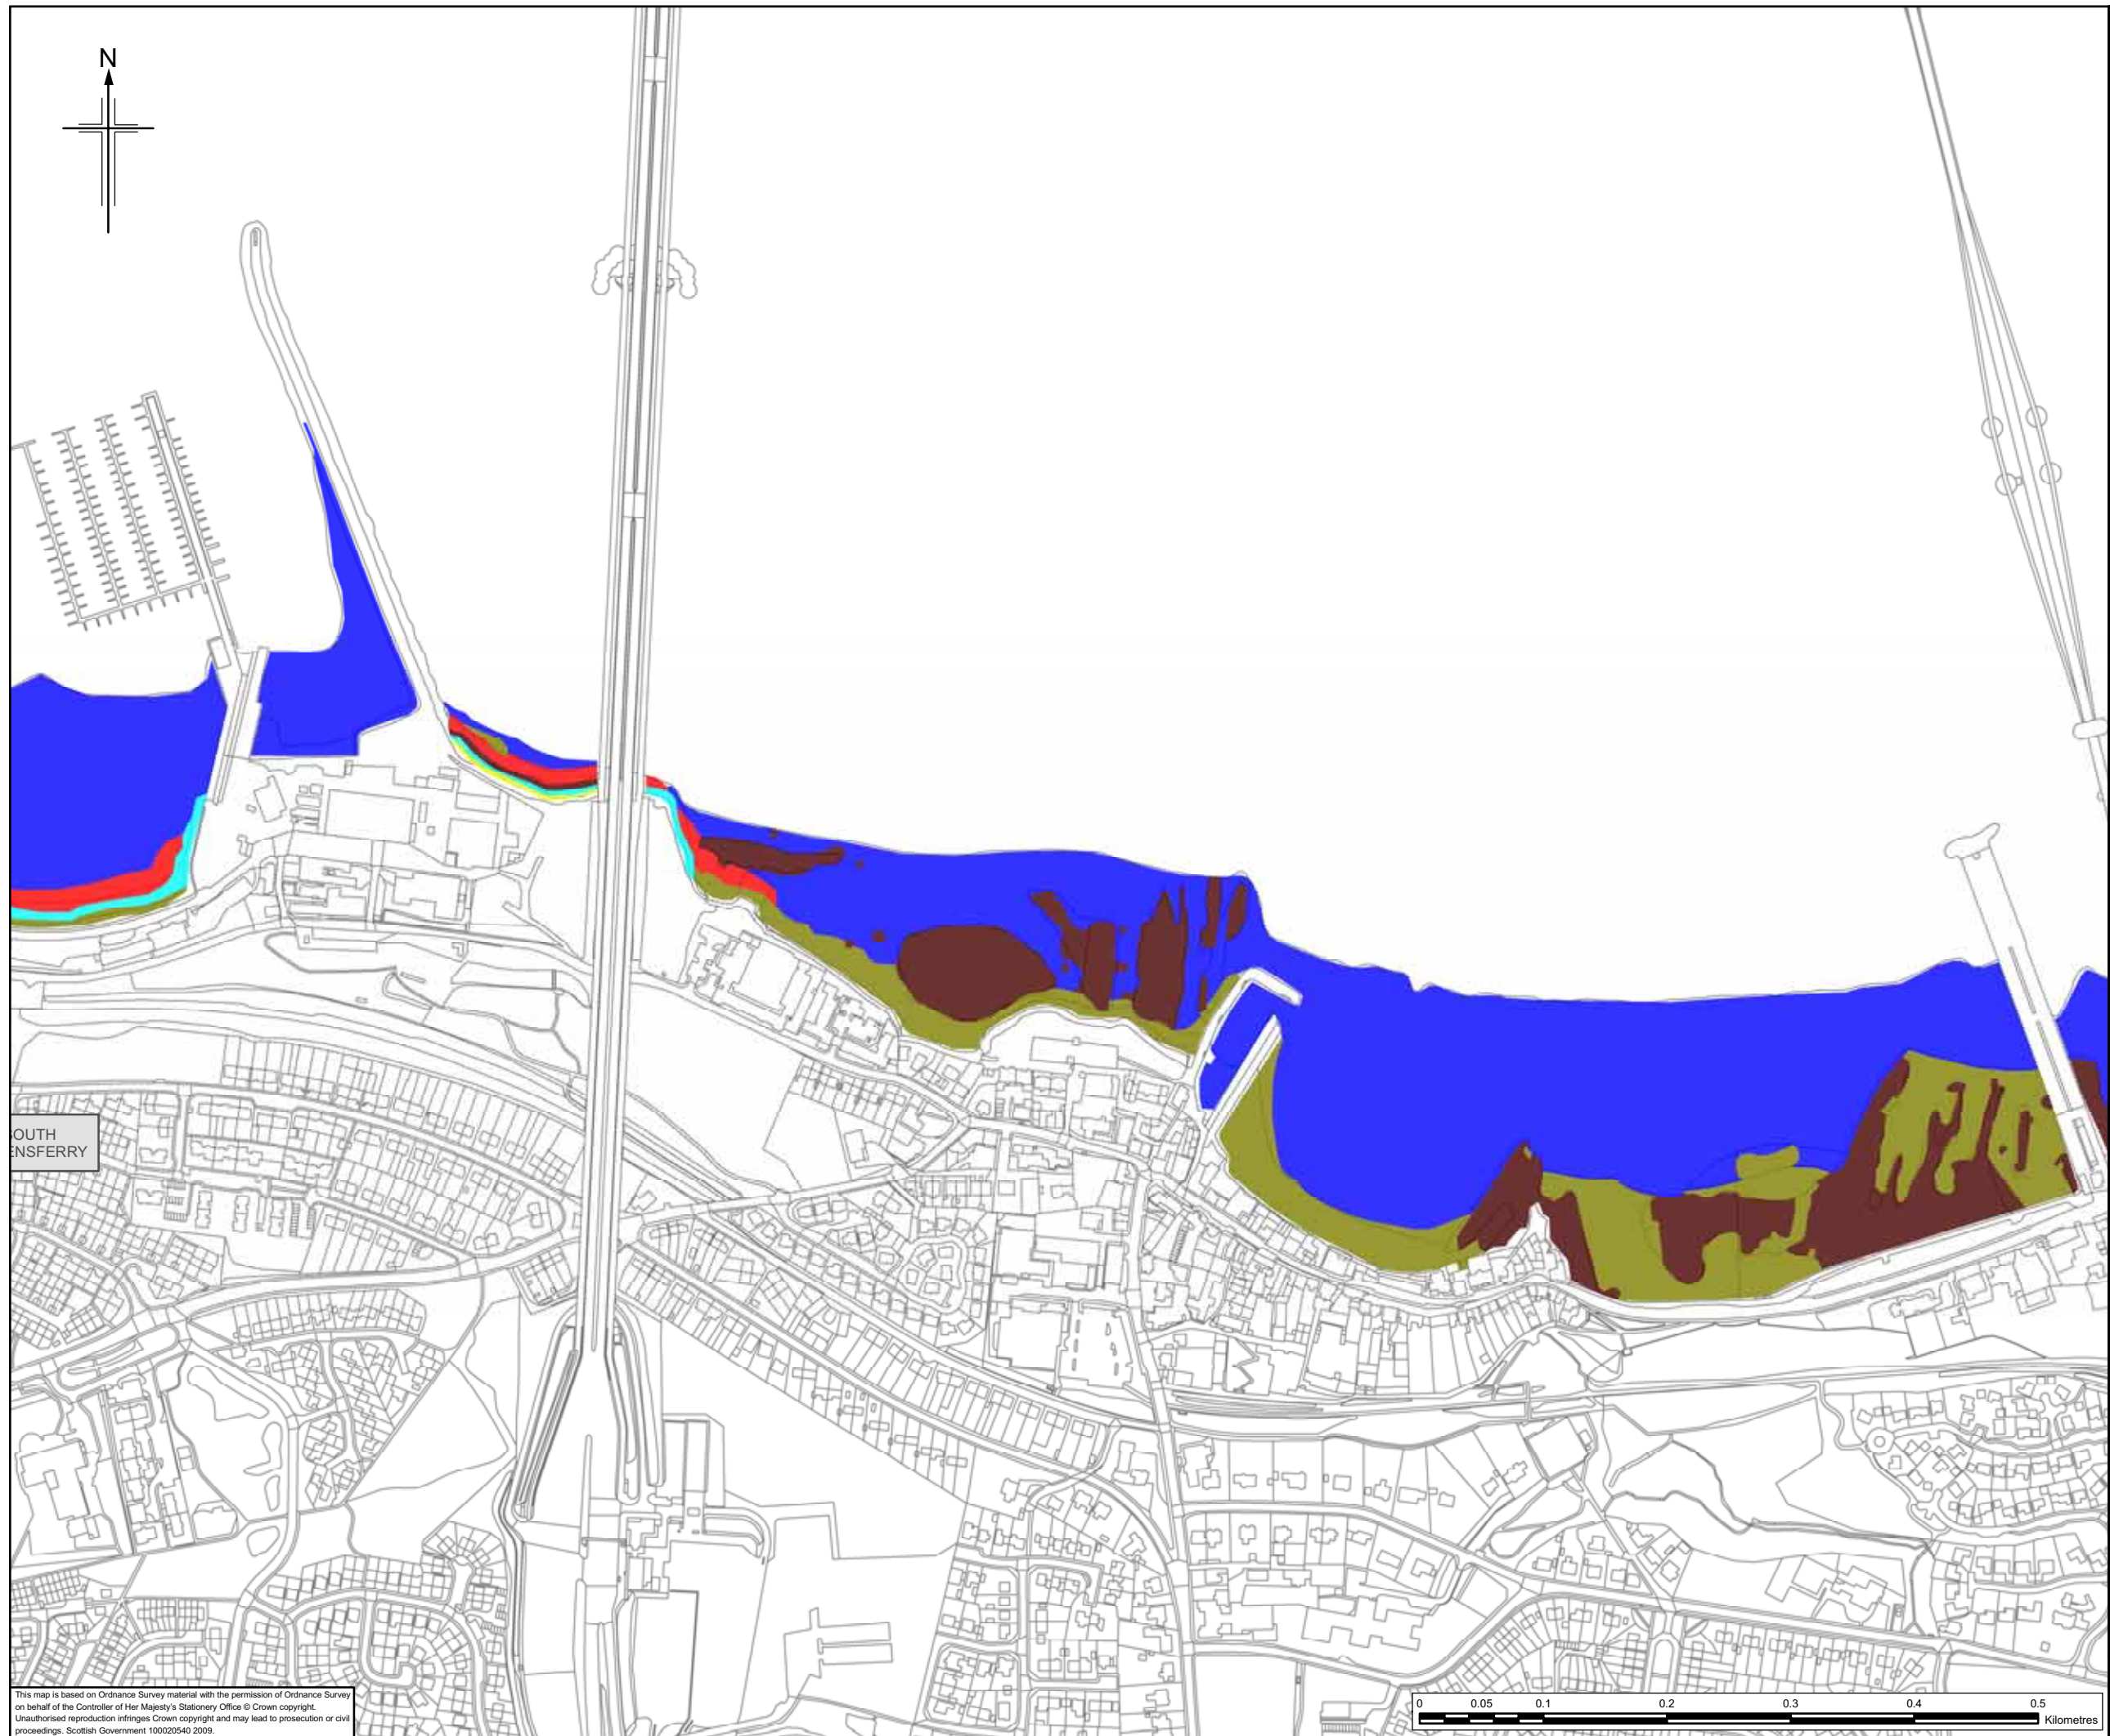 N
SOUTH
ENSFERRY
This map is based on Ordnance Survey material with the permission of Ordnance Survey
on behalf of the Controller of Her Majesty's Stationery Office © Crown copyright.
Unauthorised reproduction infringes Crown copyright and may lead to prosecution or civil
proceedings. Scottish Government 100020540 2009.
0 0.05 0.1 0.2 0.3 0.4 0.5
Kilometres